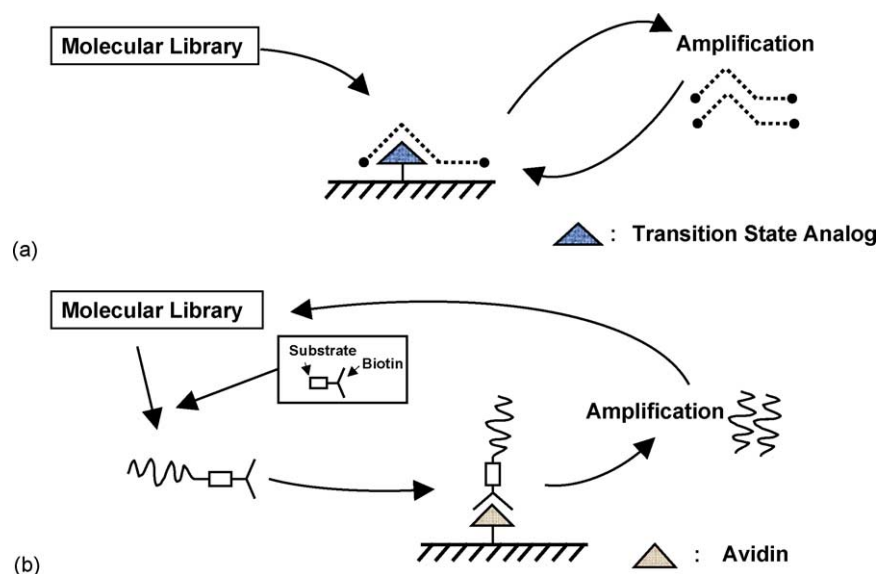 Molecular Library
Amplification
: Transition State Analog
(a)
Molecular Library
Substrate
Biotin
Amplification
: Avidin
(b)